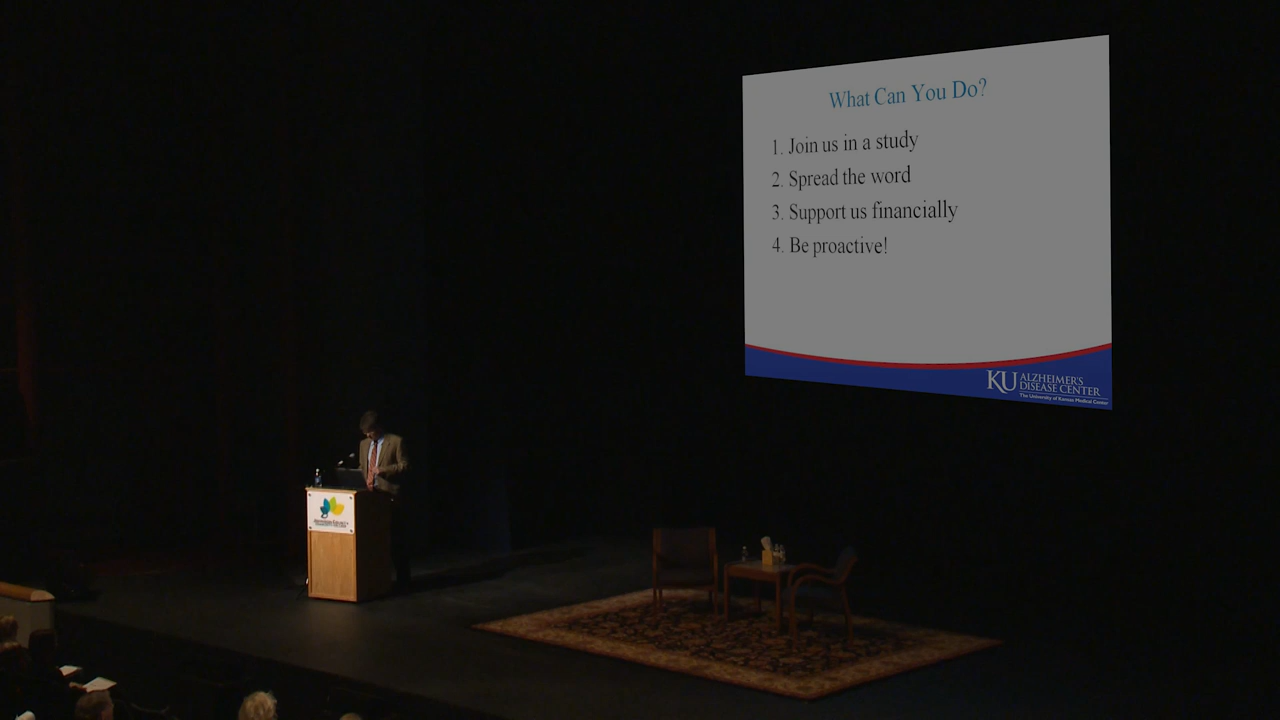 What Can You Do?
1. Join us in a study
2. Spread the word
3. Support us financially
4. Be proactive!
KU ALZHEIMER'S
DISEASE CENTER
The University of Kansas Medical Center